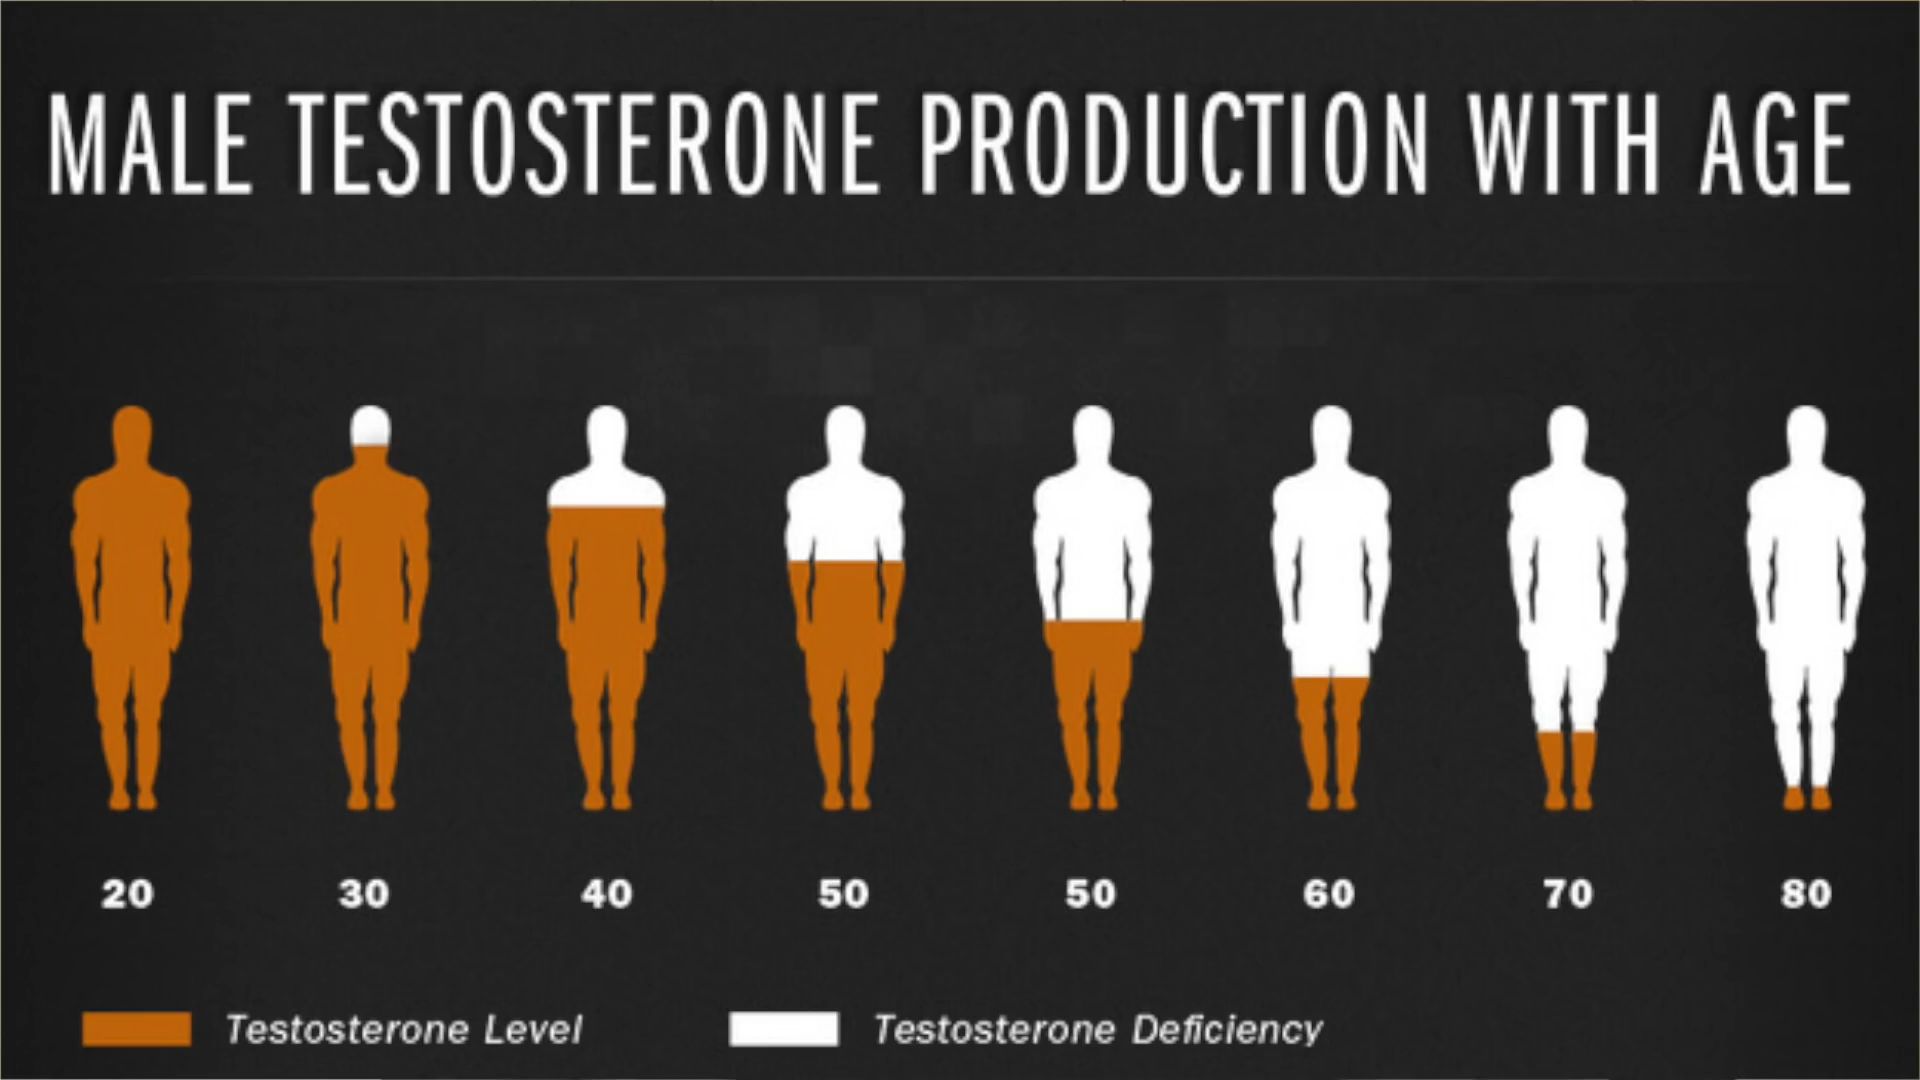 MALE TESTOSTERONE PRODUCTION WITH AGE
20 30 40 50 50 60 70 80
Testosterone Level Testosterone Deficiency